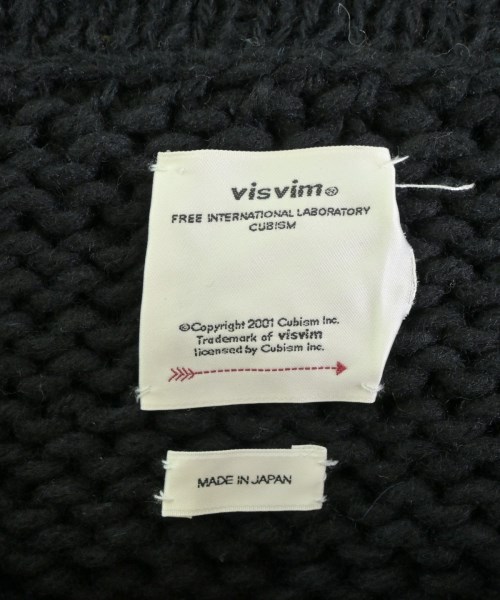 visvim®
FREE INTERNATIONAL LABORATORY
CUBISM
©Copyright 2001 Cubism Inc.
Trademark of visvim
licensed by Cubism Inc.
MADE IN JAPAN